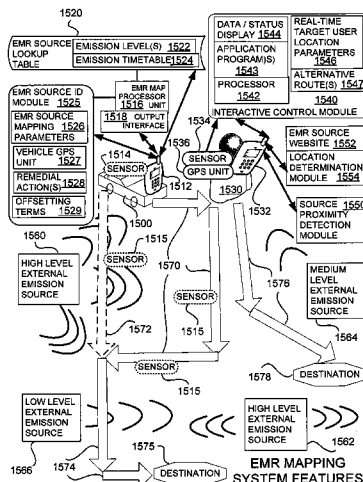 1520
EMR SOURCE
LOOKUP
TABLE
EMISSION LEVEL(S) 1522
EMISSION TIMETABLE 1524
EMR SOURCE ID
MODULE 1525
EMR SOURCE
MAPPING 1526
PARAMETERS
VEHICLE GPS
UNIT 1527
REMEDIAL
ACTION(S) 1528
OFFSETTING
TERMS 1529
EMR MAP
PROCESSOR
1516 UNIT
1518 OUTPUT
INTERFACE
1514
SENSOR
1512
1500
DATA / STATUS
DISPLAY 1544
APPLICATION
PROGRAM(S)
1543
PROCESSOR
1542
REAL-TIME
TARGET USER
LOCATION
PARAMETERS
1546
ALTERNATIVE
ROUTE(S) 1547
1540
INTERACTIVE CONTROL MODULE
1534
1536
SENSOR
GPS UNIT
1530
1532
EMR SOURCE
WEBSITE 1552
LOCATION
DETERMINATION
MODULE 1554
1550
SOURCE
PROXIMITY
DETECTION
MODULE
1560
HIGH LEVEL
EXTERNAL
EMISSION
SOURCE
1515
SENSOR
1570
1572
SENSOR
1515
1576
MEDIUM
LEVEL
EXTERNAL
EMISSION
SOURCE
1564
1578
DESTINATION
SENSOR
1515
LOW LEVEL
EXTERNAL
EMISSION
SOURCE
1566
1574
1575
DESTINATION
HIGH LEVEL
EXTERNAL
EMISSION
SOURCE
1562
EMR MAPPING
SYSTEM FEATURES